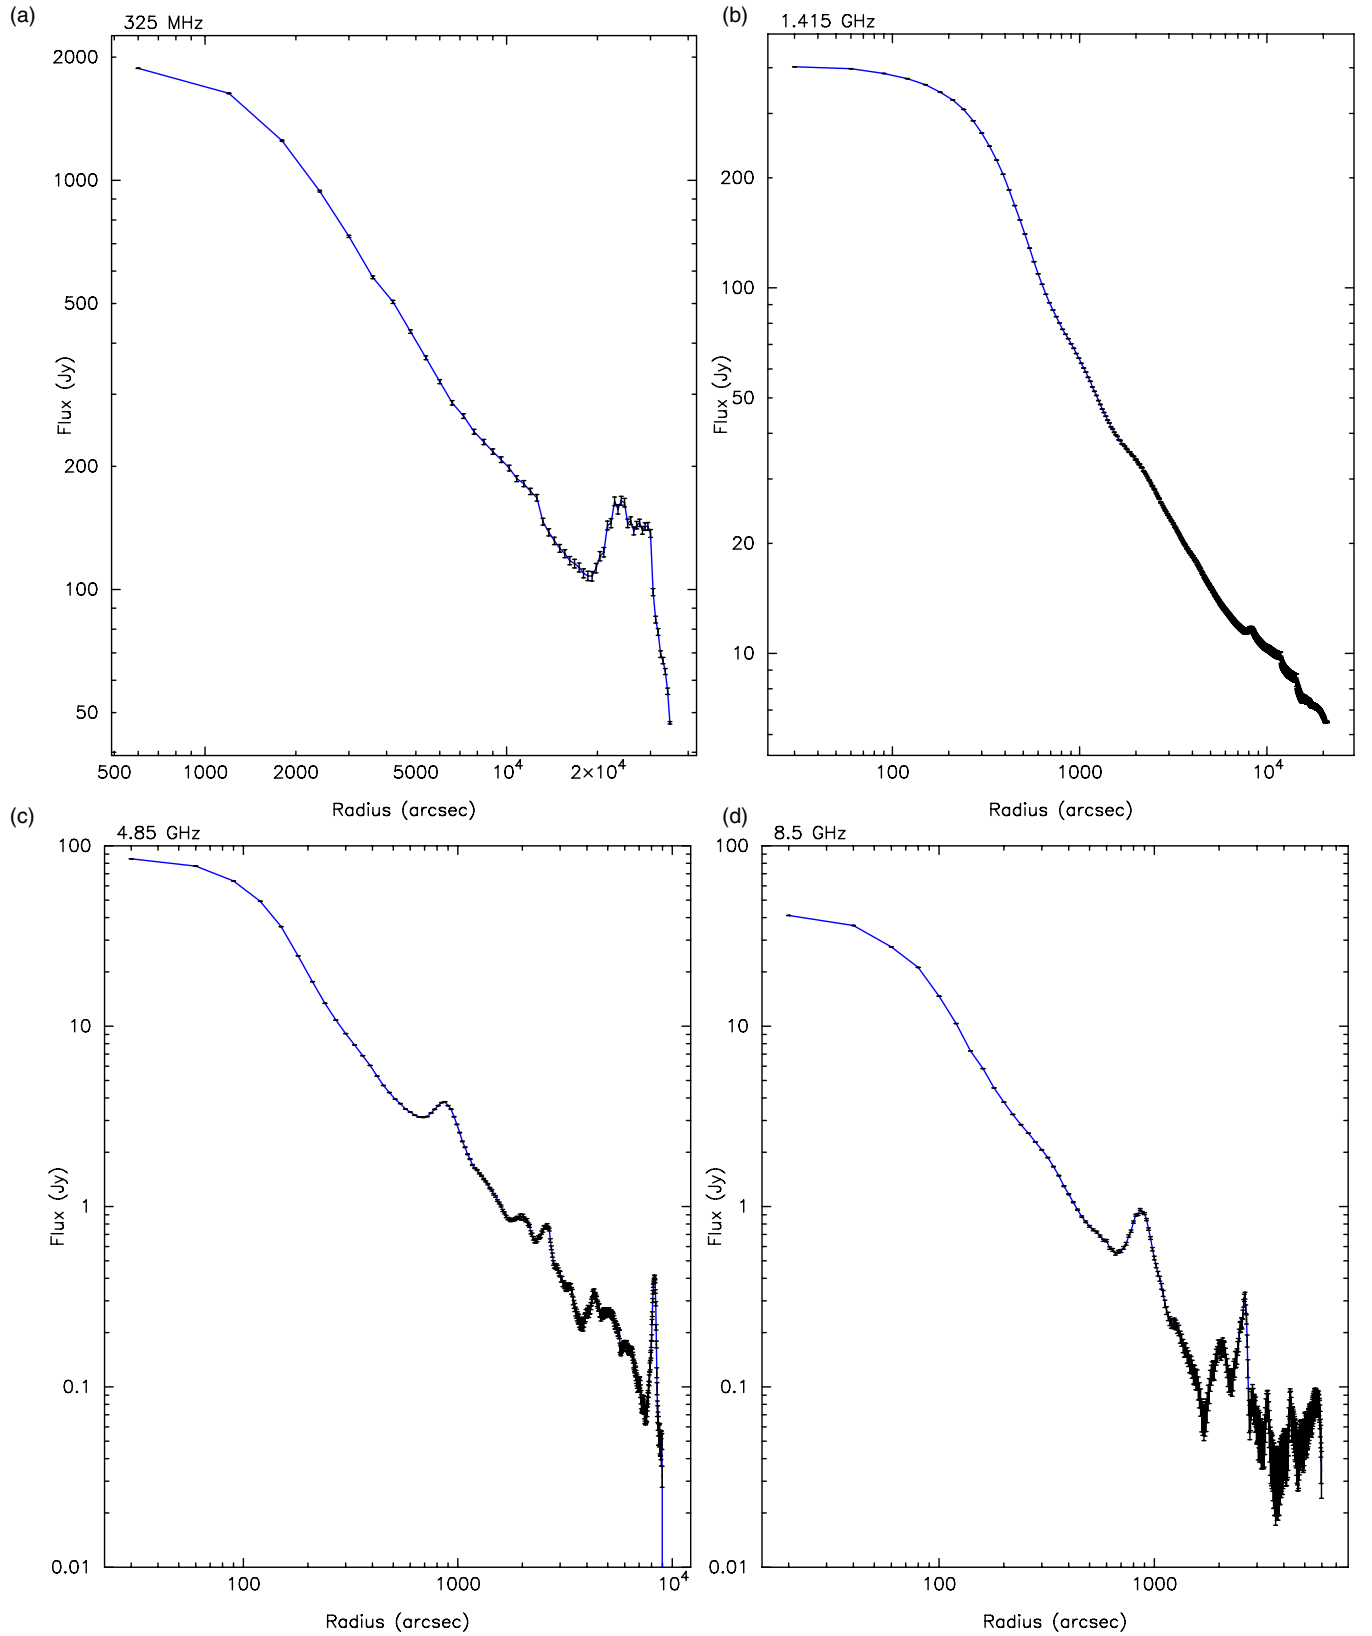 (a)
325 MHz
2000
1000
500
200
100
50
Flux (Jy)
500 1000 2000 5000 10⁴ 2×10⁴
Radius (arcsec)
(b)
1.415 GHz
200
100
50
20
10
Flux (Jy)
100 1000 10⁴
Radius (arcsec)
(c)
4.85 GHz
100
10
1
0.1
0.01
Flux (Jy)
100 1000 10⁴
Radius (arcsec)
(d)
8.5 GHz
100
10
1
0.1
0.01
Flux (Jy)
100 1000
Radius (arcsec)